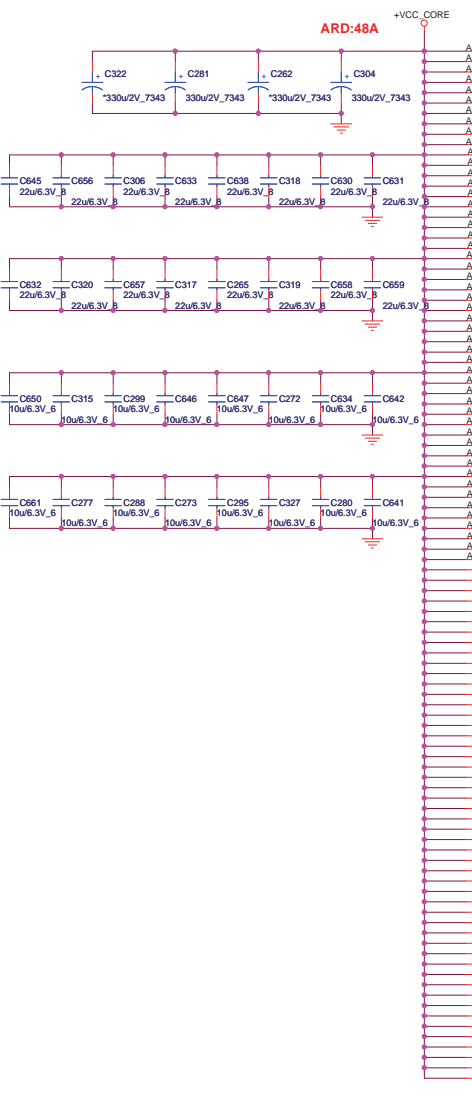 +VCC_CORE
ARD:48A
C322 C281 C262 C304
*330u/2V_7343 330u/2V_7343 *330u/2V_7343 330u/2V_7343
C645 C656 C306 C633 C638 C318 C630 C631
22u/6.3V_8 22u/6.3V_8 22u/6.3V_8 22u/6.3V_8
22u/6.3V_8 22u/6.3V_8 22u/6.3V_8 22u/6.3V_8
C632 C320 C657 C317 C265 C319 C658 C659
22u/6.3V_8 22u/6.3V_8 22u/6.3V_8 22u/6.3V_8
22u/6.3V_8 22u/6.3V_8 22u/6.3V_8 22u/6.3V_8
C650 C315 C299 C646 C647 C272 C634 C642
10u/6.3V_6 10u/6.3V_6 10u/6.3V_6 10u/6.3V_6
10u/6.3V_6 10u/6.3V_6 10u/6.3V_6 10u/6.3V_6
C661 C277 C288 C273 C295 C327 C280 C641
10u/6.3V_6 10u/6.3V_6 10u/6.3V_6 10u/6.3V_6
10u/6.3V_6 10u/6.3V_6 10u/6.3V_6 10u/6.3V_6